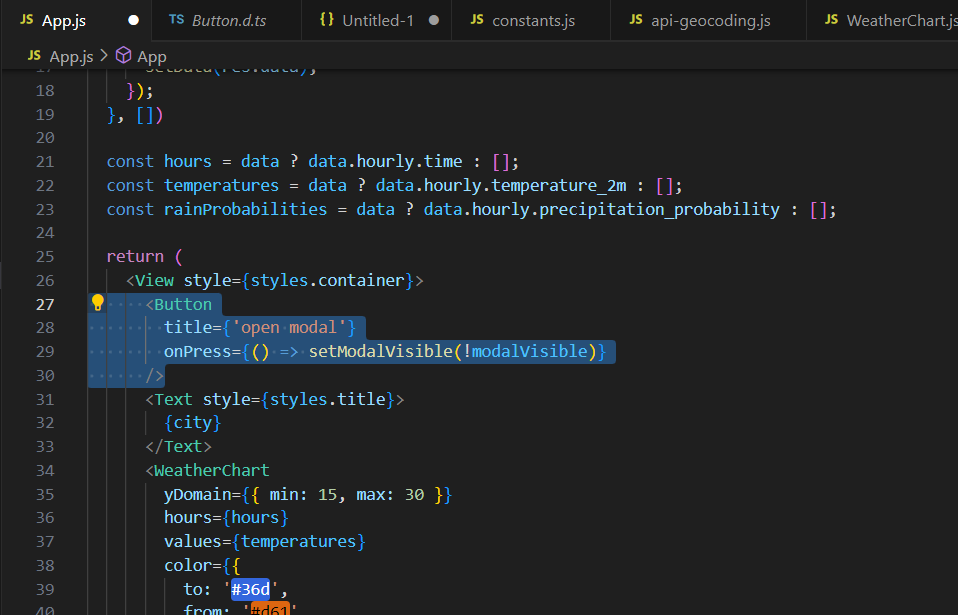 JS App.js
TS Button.d.ts
{} Untitled-1
JS constants.js
JS api-geocoding.js
JS WeatherChart.js
JS App.js > App
17 setData(res.data);
18 });
19 }, [])
20
21 const hours = data ? data.hourly.time : [];
22 const temperatures = data ? data.hourly.temperature_2m : [];
23 const rainProbabilities = data ? data.hourly.precipitation_probability : [];
24
25 return (
26 <View style={styles.container}>
27 <Button
28 title={'open modal'}
29 onPress={() => setModalVisible(!modalVisible)}
30 />
31 <Text style={styles.title}>
32 {city}
33 </Text>
34 <WeatherChart
35 yDomain={{ min: 15, max: 30 }}
36 hours={hours}
37 values={temperatures}
38 color={{
39 to: '#36d',
40 from: '#d61'